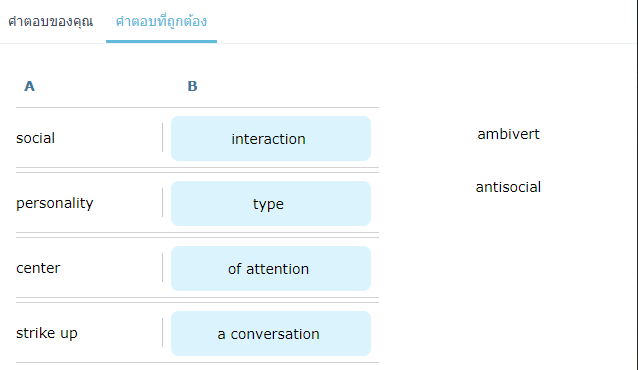 คำตอบของคุณ คำตอบที่ถูกต้อง
A B
social interaction ambivert
personality type antisocial
center of attention
strike up a conversation